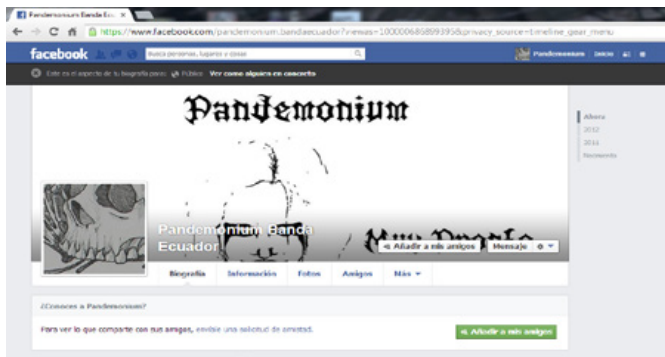 Pandemonium Banda Ecu... ×
https://www.facebook.com/pandemonium.bandaecuador?viewas=100000686899395&privacy_source=timeline_gear_menu
facebook
Busca personas, lugares y cosas
Pandemonium Inicio
Este es el aspecto de tu biografía para: Público Ver como alguien en concreto
Pandemonium
Muy Pronto
Pandemonium Banda
Ecuador
Añadir a mis amigos Mensaje
Biografía Información Fotos Amigos Más
Ahora
2012
2011
Nacimiento
¿Conoces a Pandemonium?
Para ver lo que comparte con sus amigos, envíale una solicitud de amistad.
Añadir a mis amigos